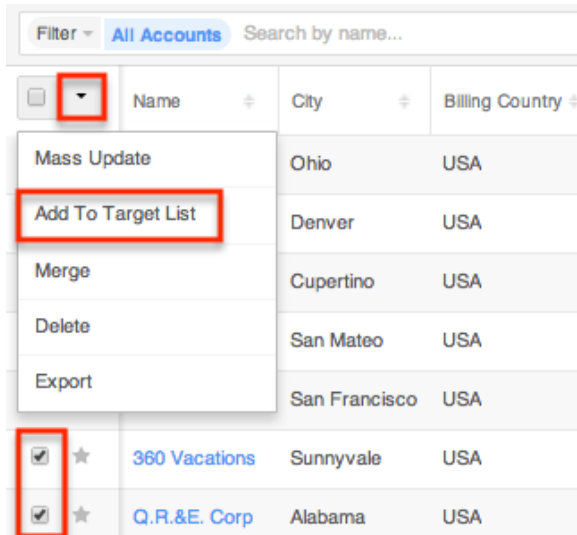 Filter All Accounts Search by name...
Name City Billing Country
Mass Update
Ohio USA
Add To Target List
Denver USA
Merge
Cupertino USA
Delete
San Mateo USA
Export
San Francisco USA
360 Vacations Sunnyvale USA
Q.R.&E. Corp Alabama USA